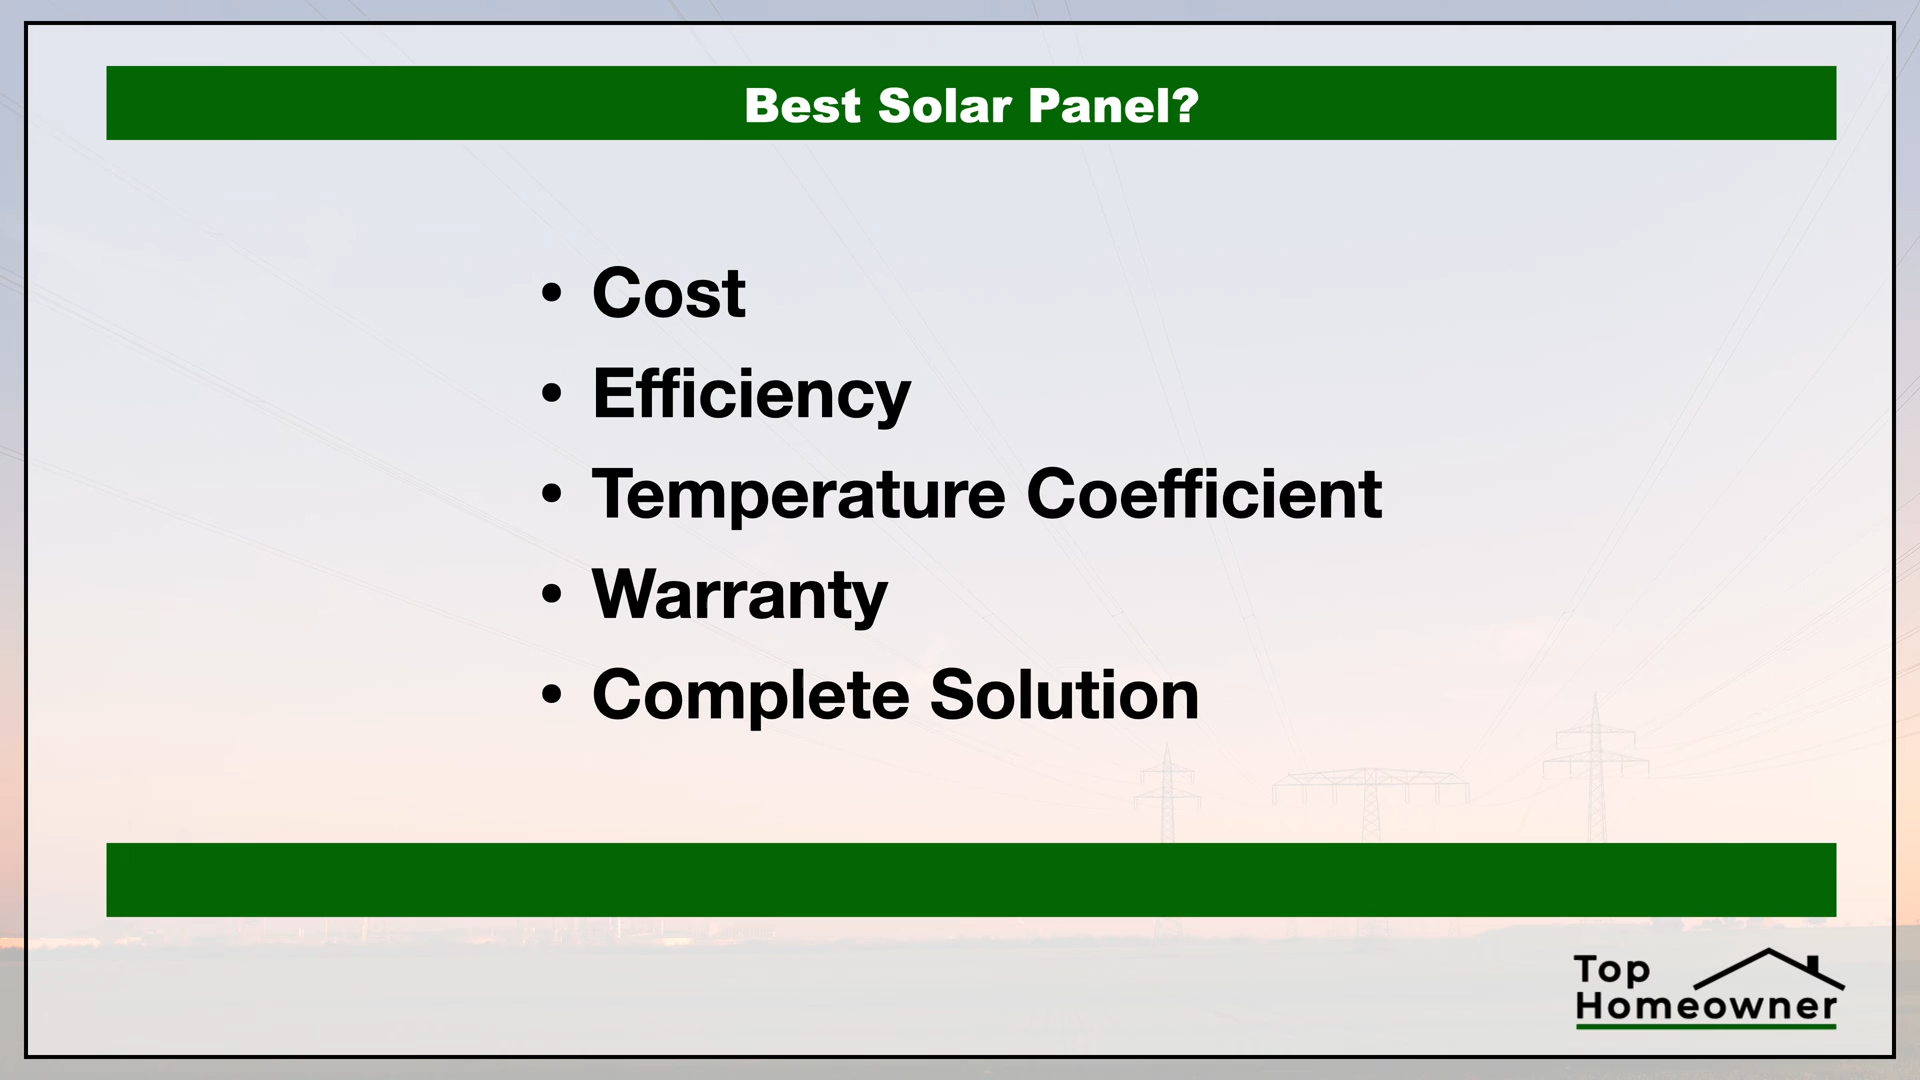 Best Solar Panel?
• Cost
• Efficiency
• Temperature Coefficient
• Warranty
• Complete Solution
Top
Homeowner